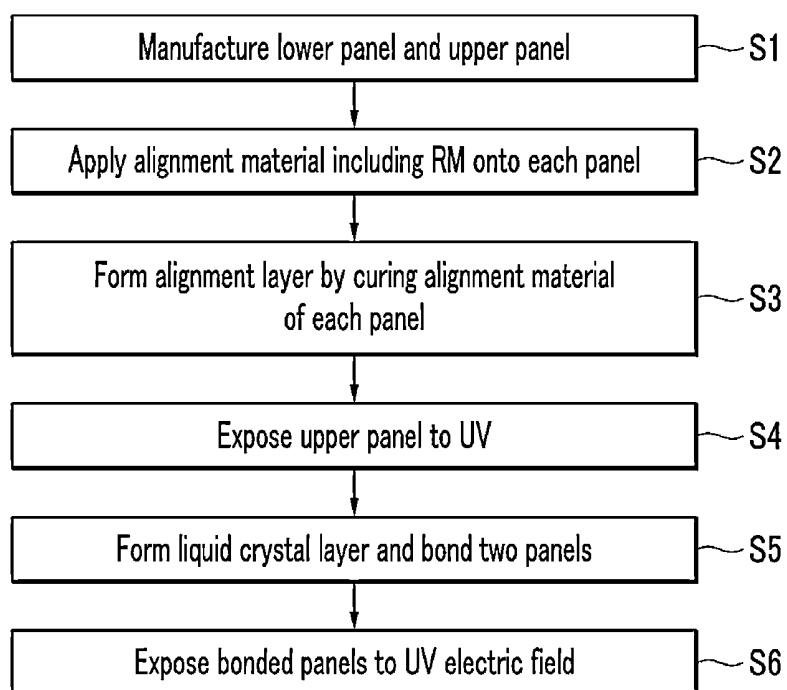 Manufacture lower panel and upper panel S1
Apply alignment material including RM onto each panel S2
Form alignment layer by curing alignment material
of each panel S3
Expose upper panel to UV S4
Form liquid crystal layer and bond two panels S5
Expose bonded panels to UV electric field S6